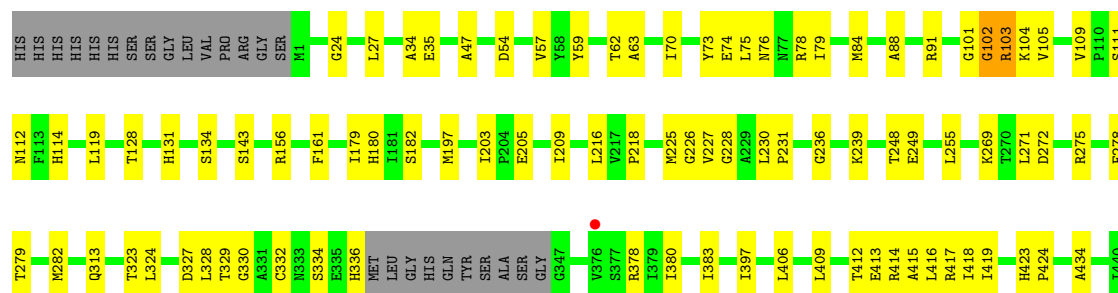 HIS HIS HIS HIS HIS HIS SER SER GLY LEU VAL PRO ARG GLY SER M1 G24 L27 A34 E35 A47 D54 V57 Y58 Y59 T62 A63 I70 Y73 E74 L75 N76 N77 R78 I79 M84 A88 R91 G101 G102 R103 K104 V105 V109 P110 S111
N112 F113 H114 L119 T128 H131 S134 S143 R156 F161 I179 H180 I181 S182 M197 I203 P204 E205 I209 L216 V217 P218 M225 G226 V227 G228 A229 L230 P231 G236 K239 T248 E249 L255 K269 T270 L271 D272 R275
T279 M282 Q313 T323 L324 D327 L328 T329 G330 A331 C332 N333 S334 E335 H336 MET LEU GLY HIS GLN TYR SER ALA SER GLY G347 V376 S377 R378 I379 I380 I383 I397 L406 L409 T412 E413 R414 A415 L416 R417 I418 I419 H423 P424 A434